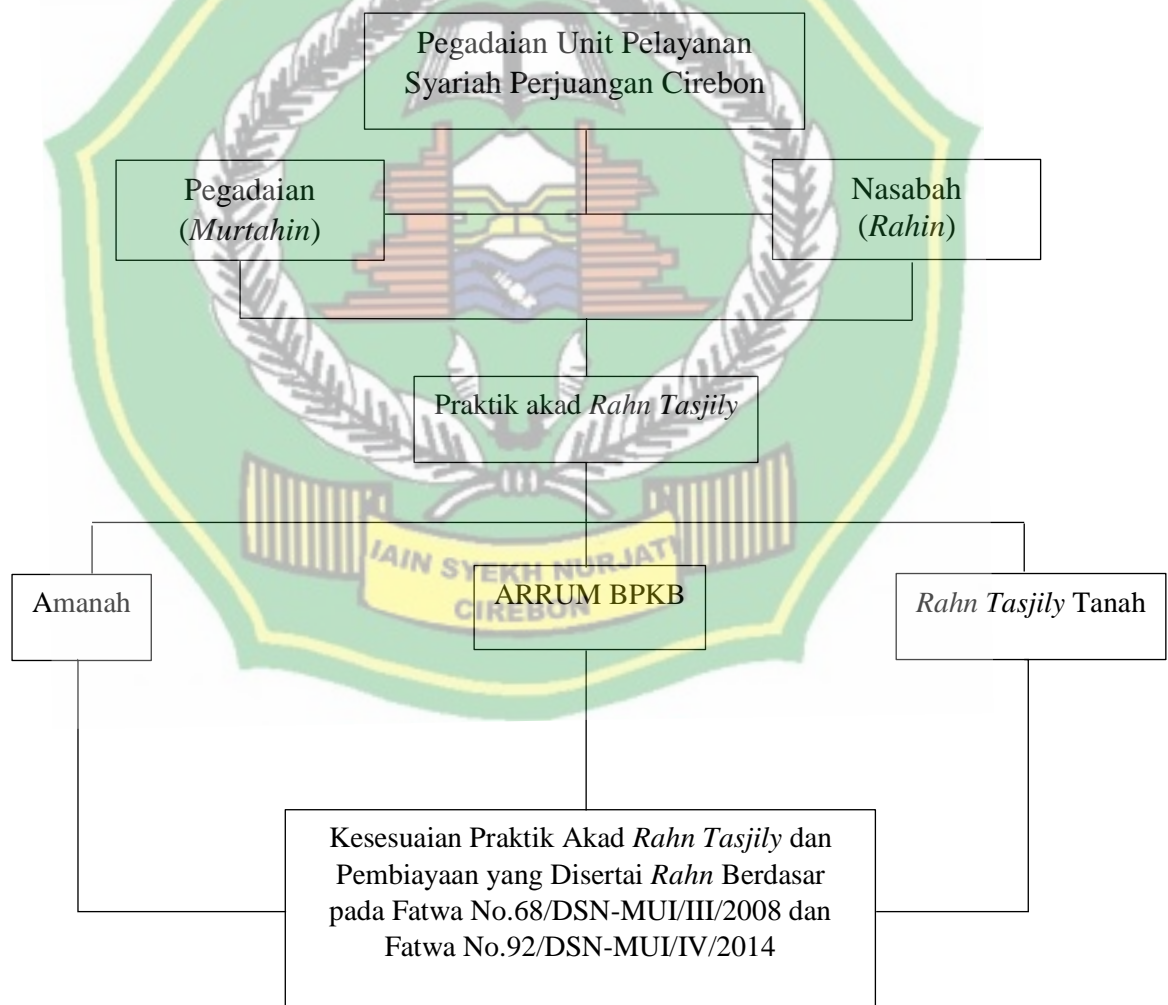 Pegadaian Unit Pelayanan
Syariah Perjuangan Cirebon
Pegadaian
(Murtahin)
Nasabah
(Rahin)
Praktik akad Rahn Tasjily
IAIN SYEKH NURJATI
CIREBON
Amanah
ARRUM BPKB
Rahn Tasjily Tanah
Kesesuaian Praktik Akad Rahn Tasjily dan
Pembiayaan yang Disertai Rahn Berdasar
pada Fatwa No.68/DSN-MUI/III/2008 dan
Fatwa No.92/DSN-MUI/IV/2014